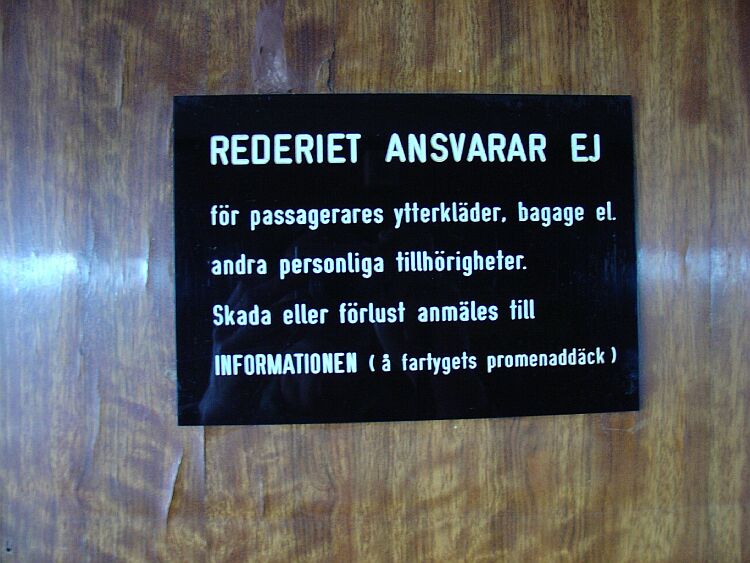 REDERIET ANSVARAR EJ
för passagerares ytterkläder, bagage el.
andra personliga tillhörigheter.
Skada eller förlust anmäles till
INFORMATIONEN ( å fartygets promenaddäck )